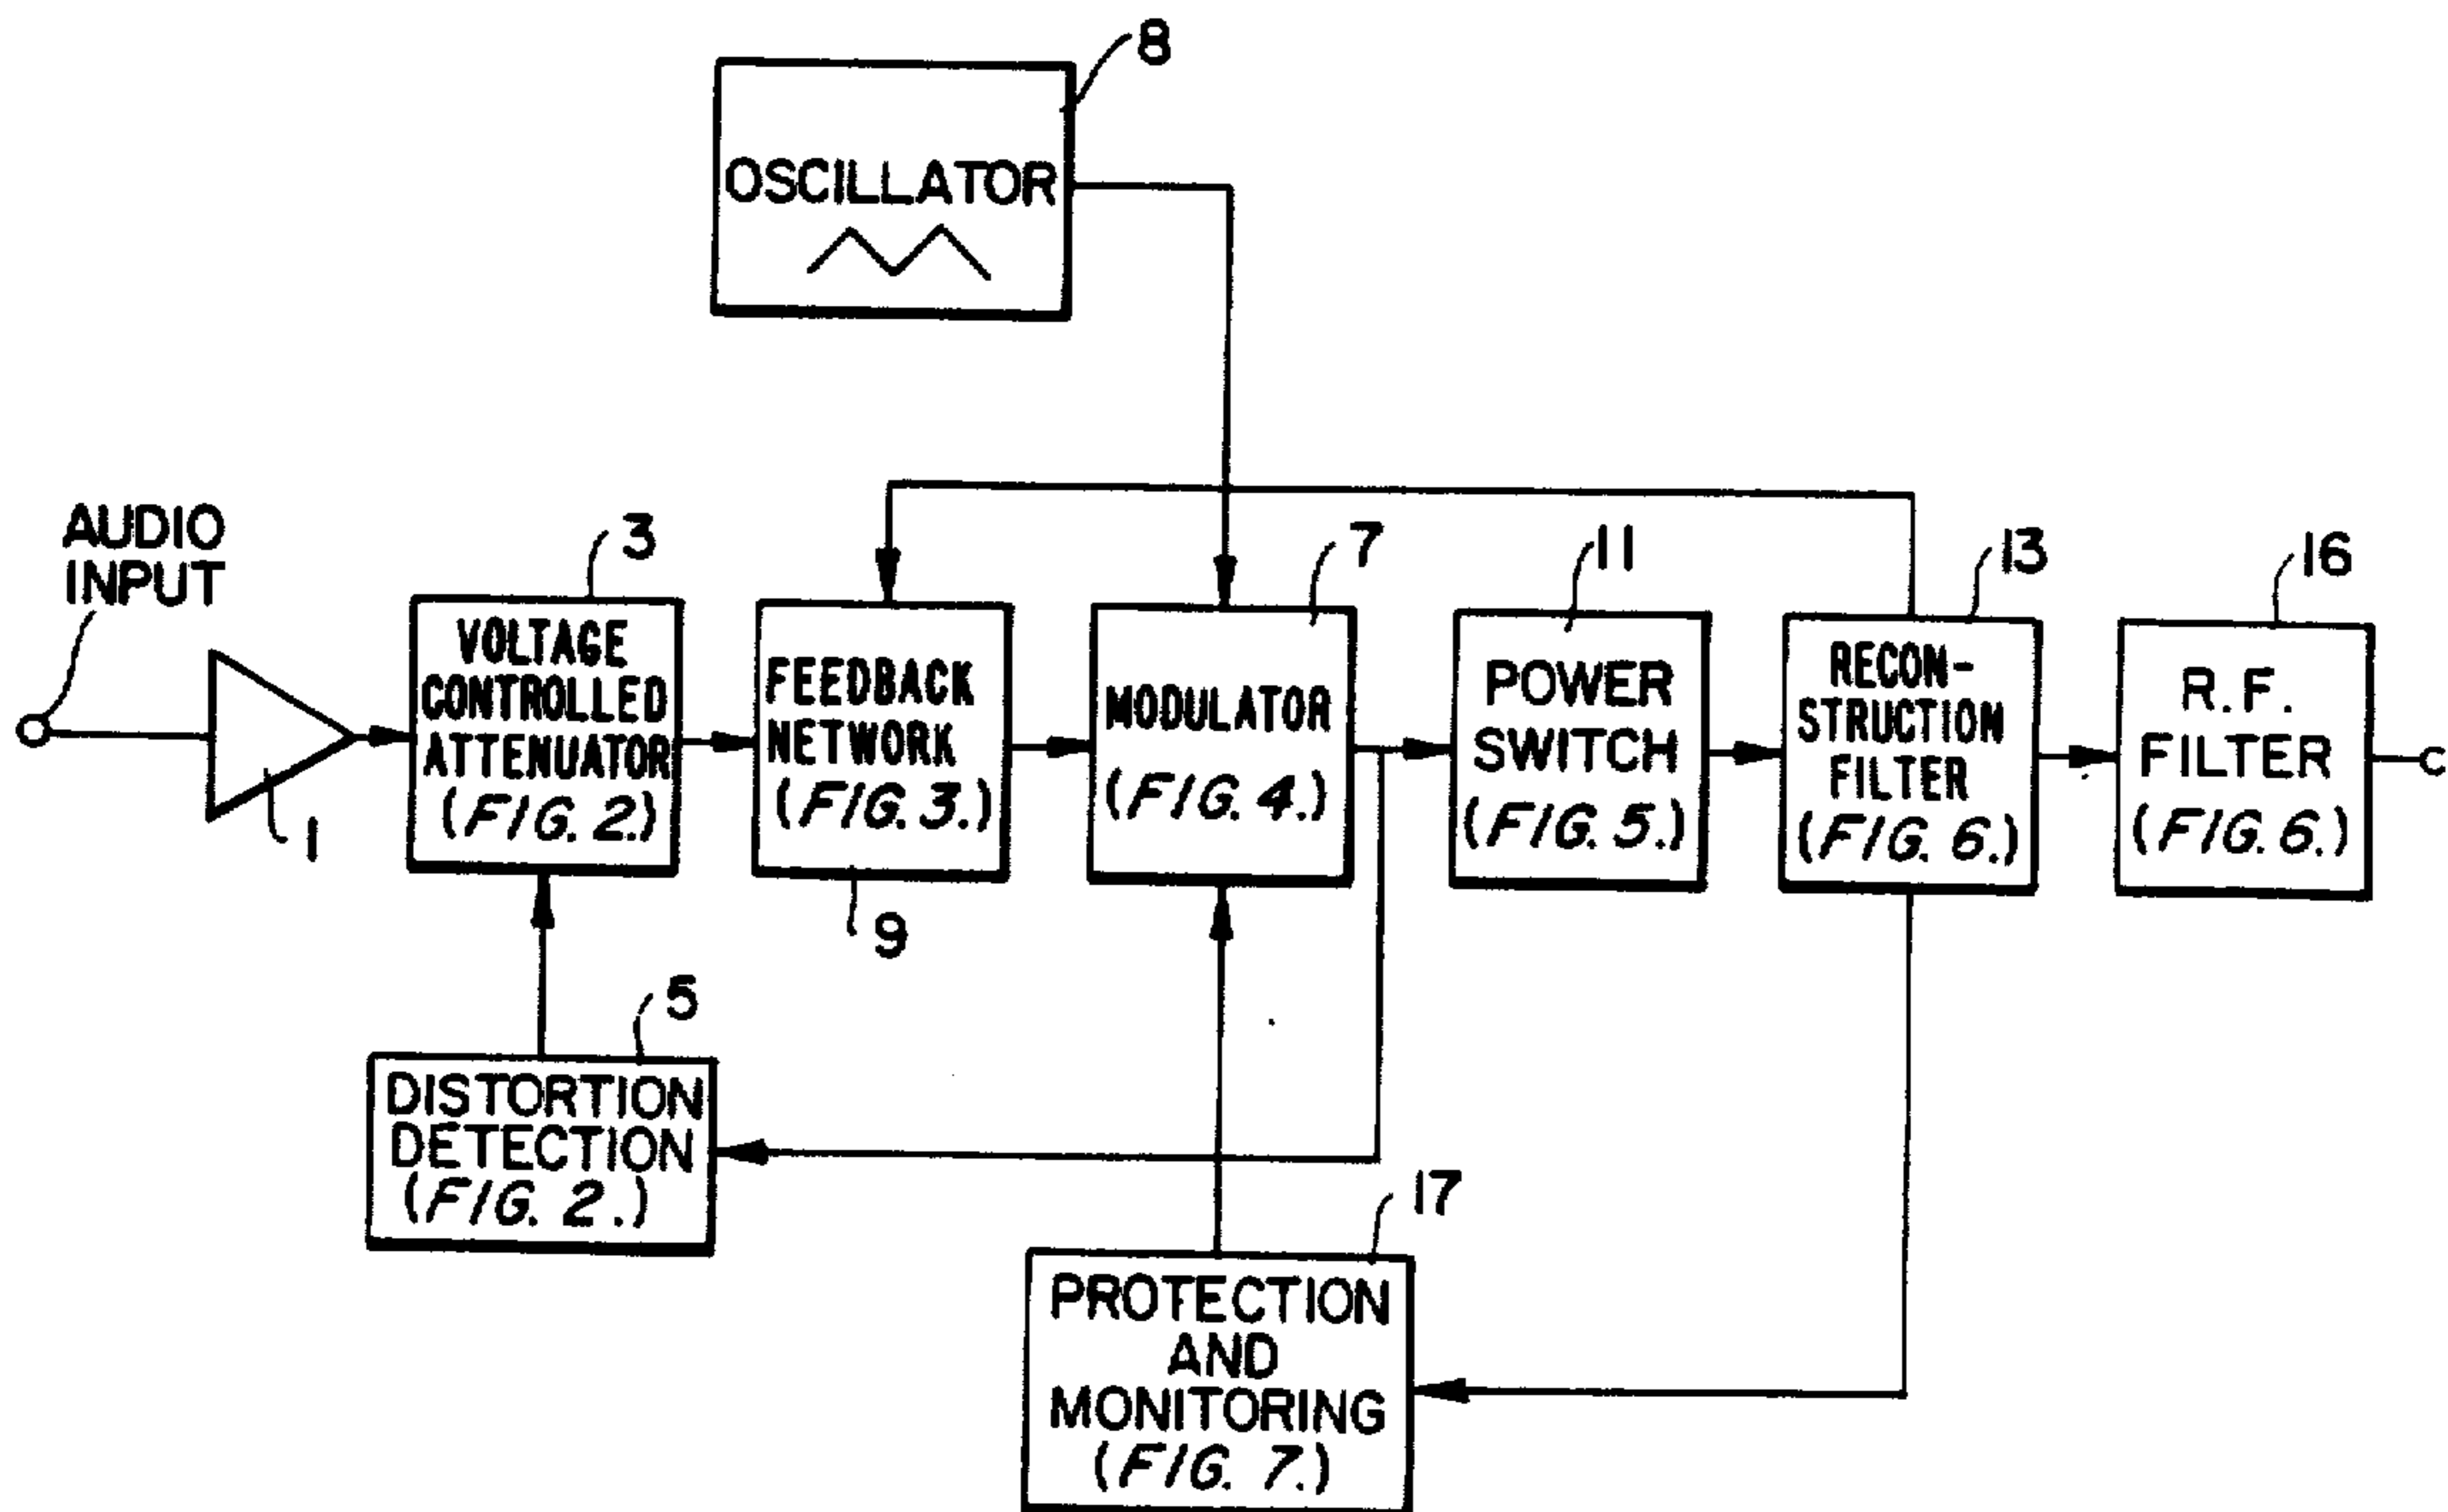 8
OSCILLATOR
AUDIO
INPUT
1
3
VOLTAGE
CONTROLLED
ATTENUATOR
(FIG. 2.)
FEEDBACK
NETWORK
(FIG. 3.)
9
7
MODULATOR
(FIG. 4.)
11
POWER
SWITCH
(FIG. 5.)
13
RECON-
STRUCTION
FILTER
(FIG. 6.)
16
R. F.
FILTER
(FIG. 6.)
5
DISTORTION
DETECTION
(FIG. 2.)
17
PROTECTION
AND
MONITORING
(FIG. 7.)